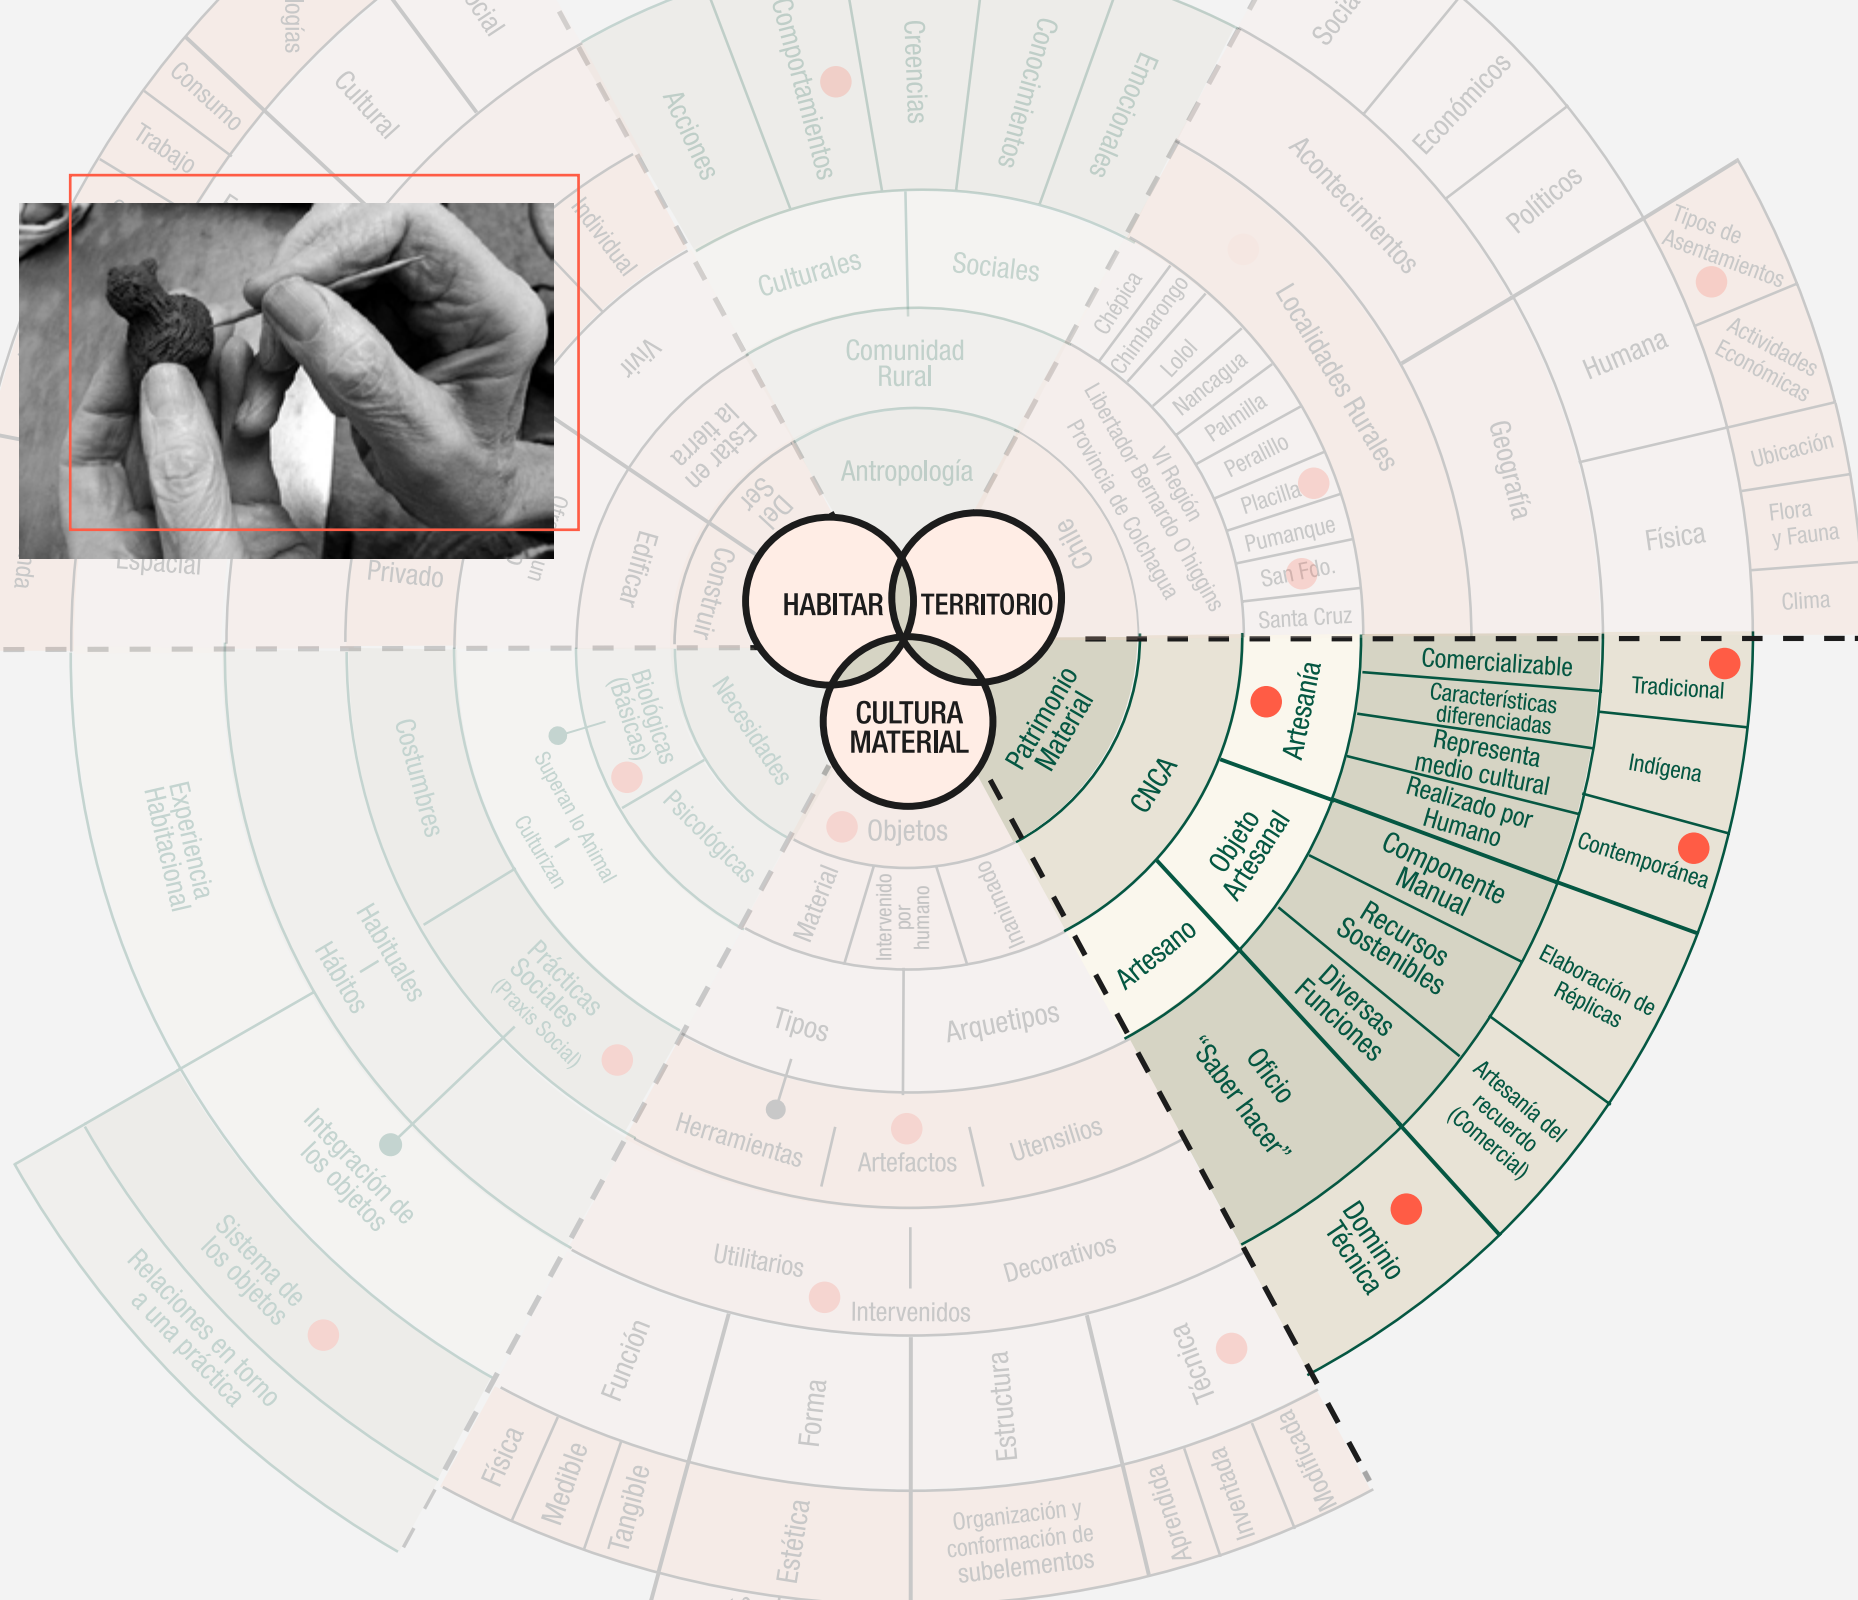 HABITAR
TERRITORIO
CULTURA
MATERIAL
Patrimonio
Material
CNCA
Artesanía
Objeto
Artesanal
Artesano
Comercializable
Características
diferenciadas
Representa
medio cultural
Realizado por
Humano
Componente
Manual
Recursos
Sostenibles
Diversas
Funciones
Oficio
“Saber hacer”
Tradicional
Indígena
Contemporánea
Elaboración de
Réplicas
Artesanía del
recuerdo
(Comercial)
Dominio
Técnica
Acciones
Comportamientos
Creencias
Conocimientos
Emocionales
Culturales
Sociales
Comunidad
Rural
Antropología
Chile
VI Región
Libertador Bernardo O'higgins
Provincia de Colchagua
Chépica
Chimbarongo
Lolol
Nancagua
Palmilla
Peralillo
Placilla
Pumanque
San Fdo.
Santa Cruz
Localidades Rurales
Acontecimientos
Económicos
Políticos
Geografía
Humana
Física
Tipos de
Asentamientos
Actividades
Económicas
Ubicación
Flora
y Fauna
Clima
Consumo
Trabajo
Cultural
Individual
Vivir
Estar en
la tierra
Del
Ser
Edificar
Construir
Privado
Espacial
Necesidades
Biológicas
(Básicas)
Psicológicas
Superan lo Animal
Culturizan
Costumbres
Prácticas
Sociales
(Praxis Social)
Habituales
Hábitos
Experiencia
Habitacional
Integración de
los objetos
Sistema de
los objetos
Relaciones en torno
a una práctica
Objetos
Material
Intervenido
por
humano
Inanimado
Tipos
Arquetipos
Herramientas
Artefactos
Utensilios
Utilitarios
Decorativos
Intervenidos
Función
Forma
Estructura
Técnica
Física
Medible
Tangible
Estética
Organización y
conformación de
subelementos
Aprendida
Inventada
Modificada